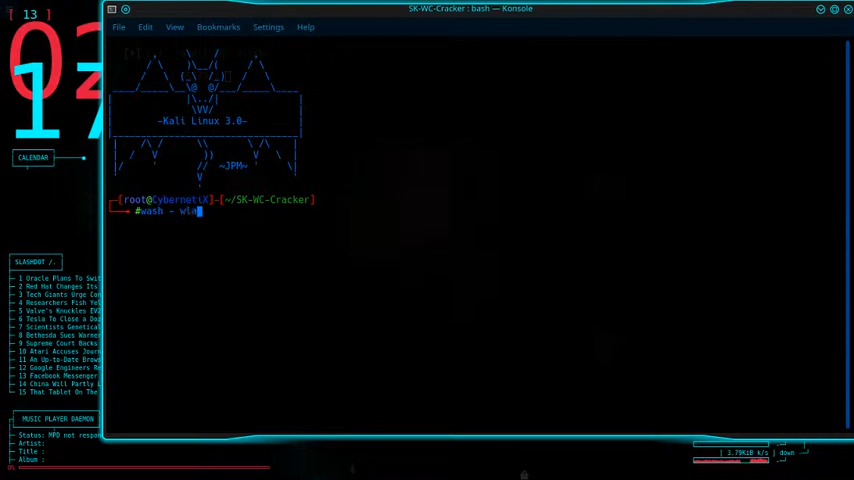 [ 13 ]
02
17
SK-WC-Cracker : bash — Konsole
File Edit View Bookmarks Settings Help
-Kali Linux 3.0-
~JPM~
[root@CybernetiX]-[~/SK-WC-Cracker]
#wash - wla
CALENDAR
SLASHDOT /.
1 Oracle Plans To Swit
2 Red Hat Changes Its
3 Tech Giants Urge Con
4 Researchers Fish Yel
5 Valve's Knuckles EV2
6 Tesla To Close a Doz
7 Scientists Genetical
8 Bethesda Sues Warner
9 Supreme Court Backs
10 Atari Accuses Journ
11 An Up-to-Date Brows
12 Google Engineers Re
13 Facebook Messenger
14 China Will Partly L
15 That Tablet On The
MUSIC PLAYER DAEMON
Status: MPD not respon
Artist:
Title :
Album :
0%
[ 3.79KiB k/s | down